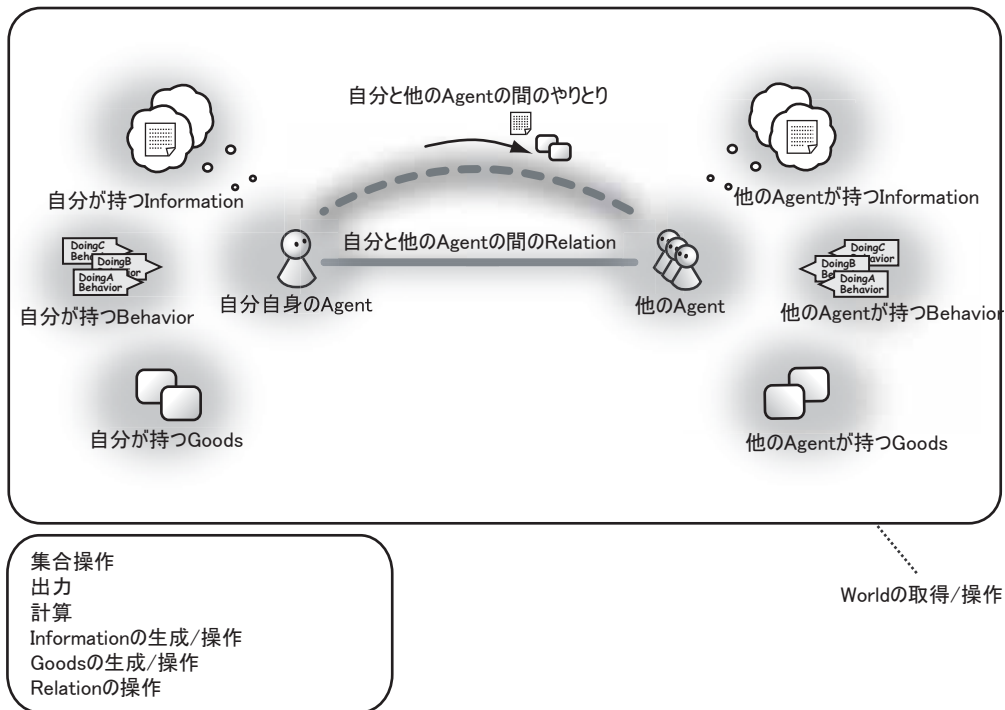 自分と他のAgentの間のやりとり
自分が持つInformation
他のAgentが持つInformation
自分と他のAgentの間のRelation
DoingC
DoingB
DoingA
Behavior
自分が持つBehavior
自分自身のAgent
他のAgent
DoingC
DoingB
DoingA
Behavior
他のAgentが持つBehavior
自分が持つGoods
他のAgentが持つGoods
集合操作
出力
計算
Informationの生成/操作
Goodsの生成/操作
Relationの操作
Worldの取得/操作